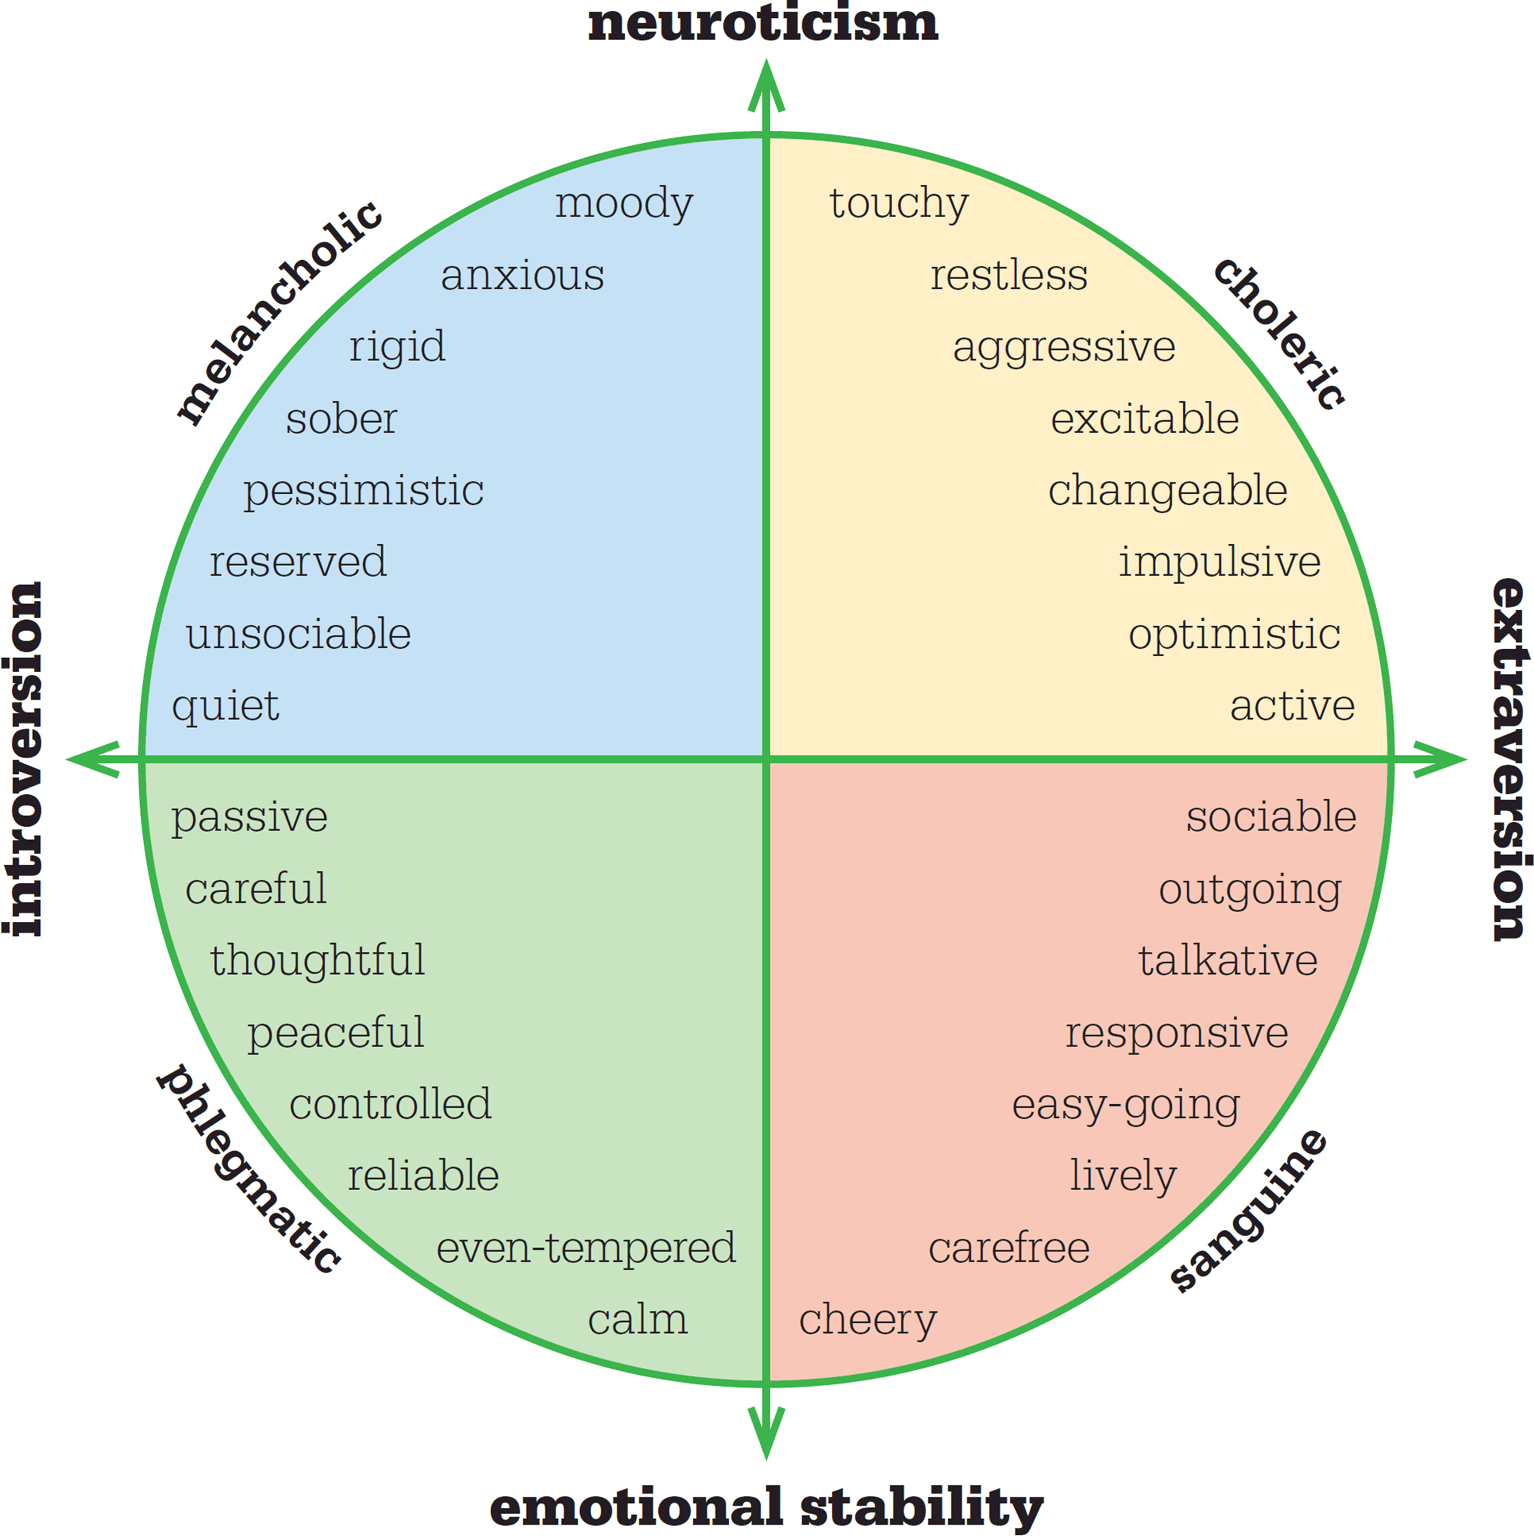 neuroticism
melancholic
choleric
moody
anxious
rigid
sober
pessimistic
reserved
unsociable
quiet
touchy
restless
aggressive
excitable
changeable
impulsive
optimistic
active
introversion
extraversion
passive
careful
thoughtful
peaceful
controlled
reliable
even-tempered
calm
sociable
outgoing
talkative
responsive
easy-going
lively
carefree
cheery
phlegmatic
sanguine
emotional stability